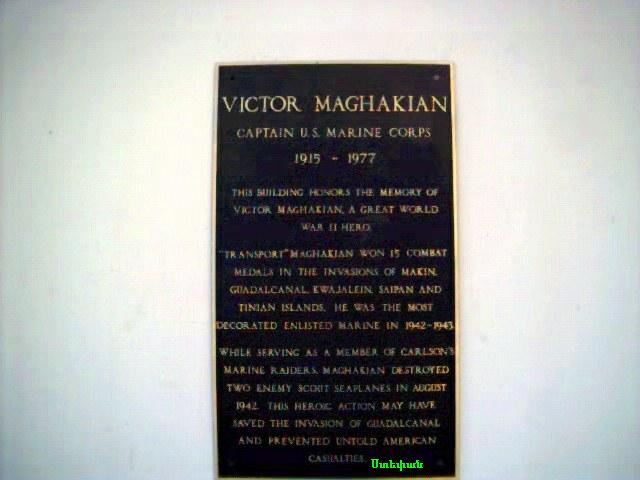 VICTOR MAGHAKIAN
CAPTAIN U.S. MARINE CORPS
1915 - 1977
THIS BUILDING HONORS THE MEMORY OF
VICTOR MAGHAKIAN, A GREAT WORLD
WAR II HERO.
"TRANSPORT" MAGHAKIAN WON 15 COMBAT
MEDALS IN THE INVASIONS OF MAKIN,
GUADALCANAL, KWAJALEIN, SAIPAN AND
TINIAN ISLANDS. HE WAS THE MOST
DECORATED ENLISTED MARINE IN 1942-1943.
WHILE SERVING AS A MEMBER OF CARLSON'S
MARINE RAIDERS, MAGHAKIAN DESTROYED
TWO ENEMY SCOUT SEAPLANES IN AUGUST
1942. THIS HEROIC ACTION MAY HAVE
SAVED THE INVASION OF GUADALCANAL
AND PREVENTED UNTOLD AMERICAN
CASUALTIES.
Ստեփան